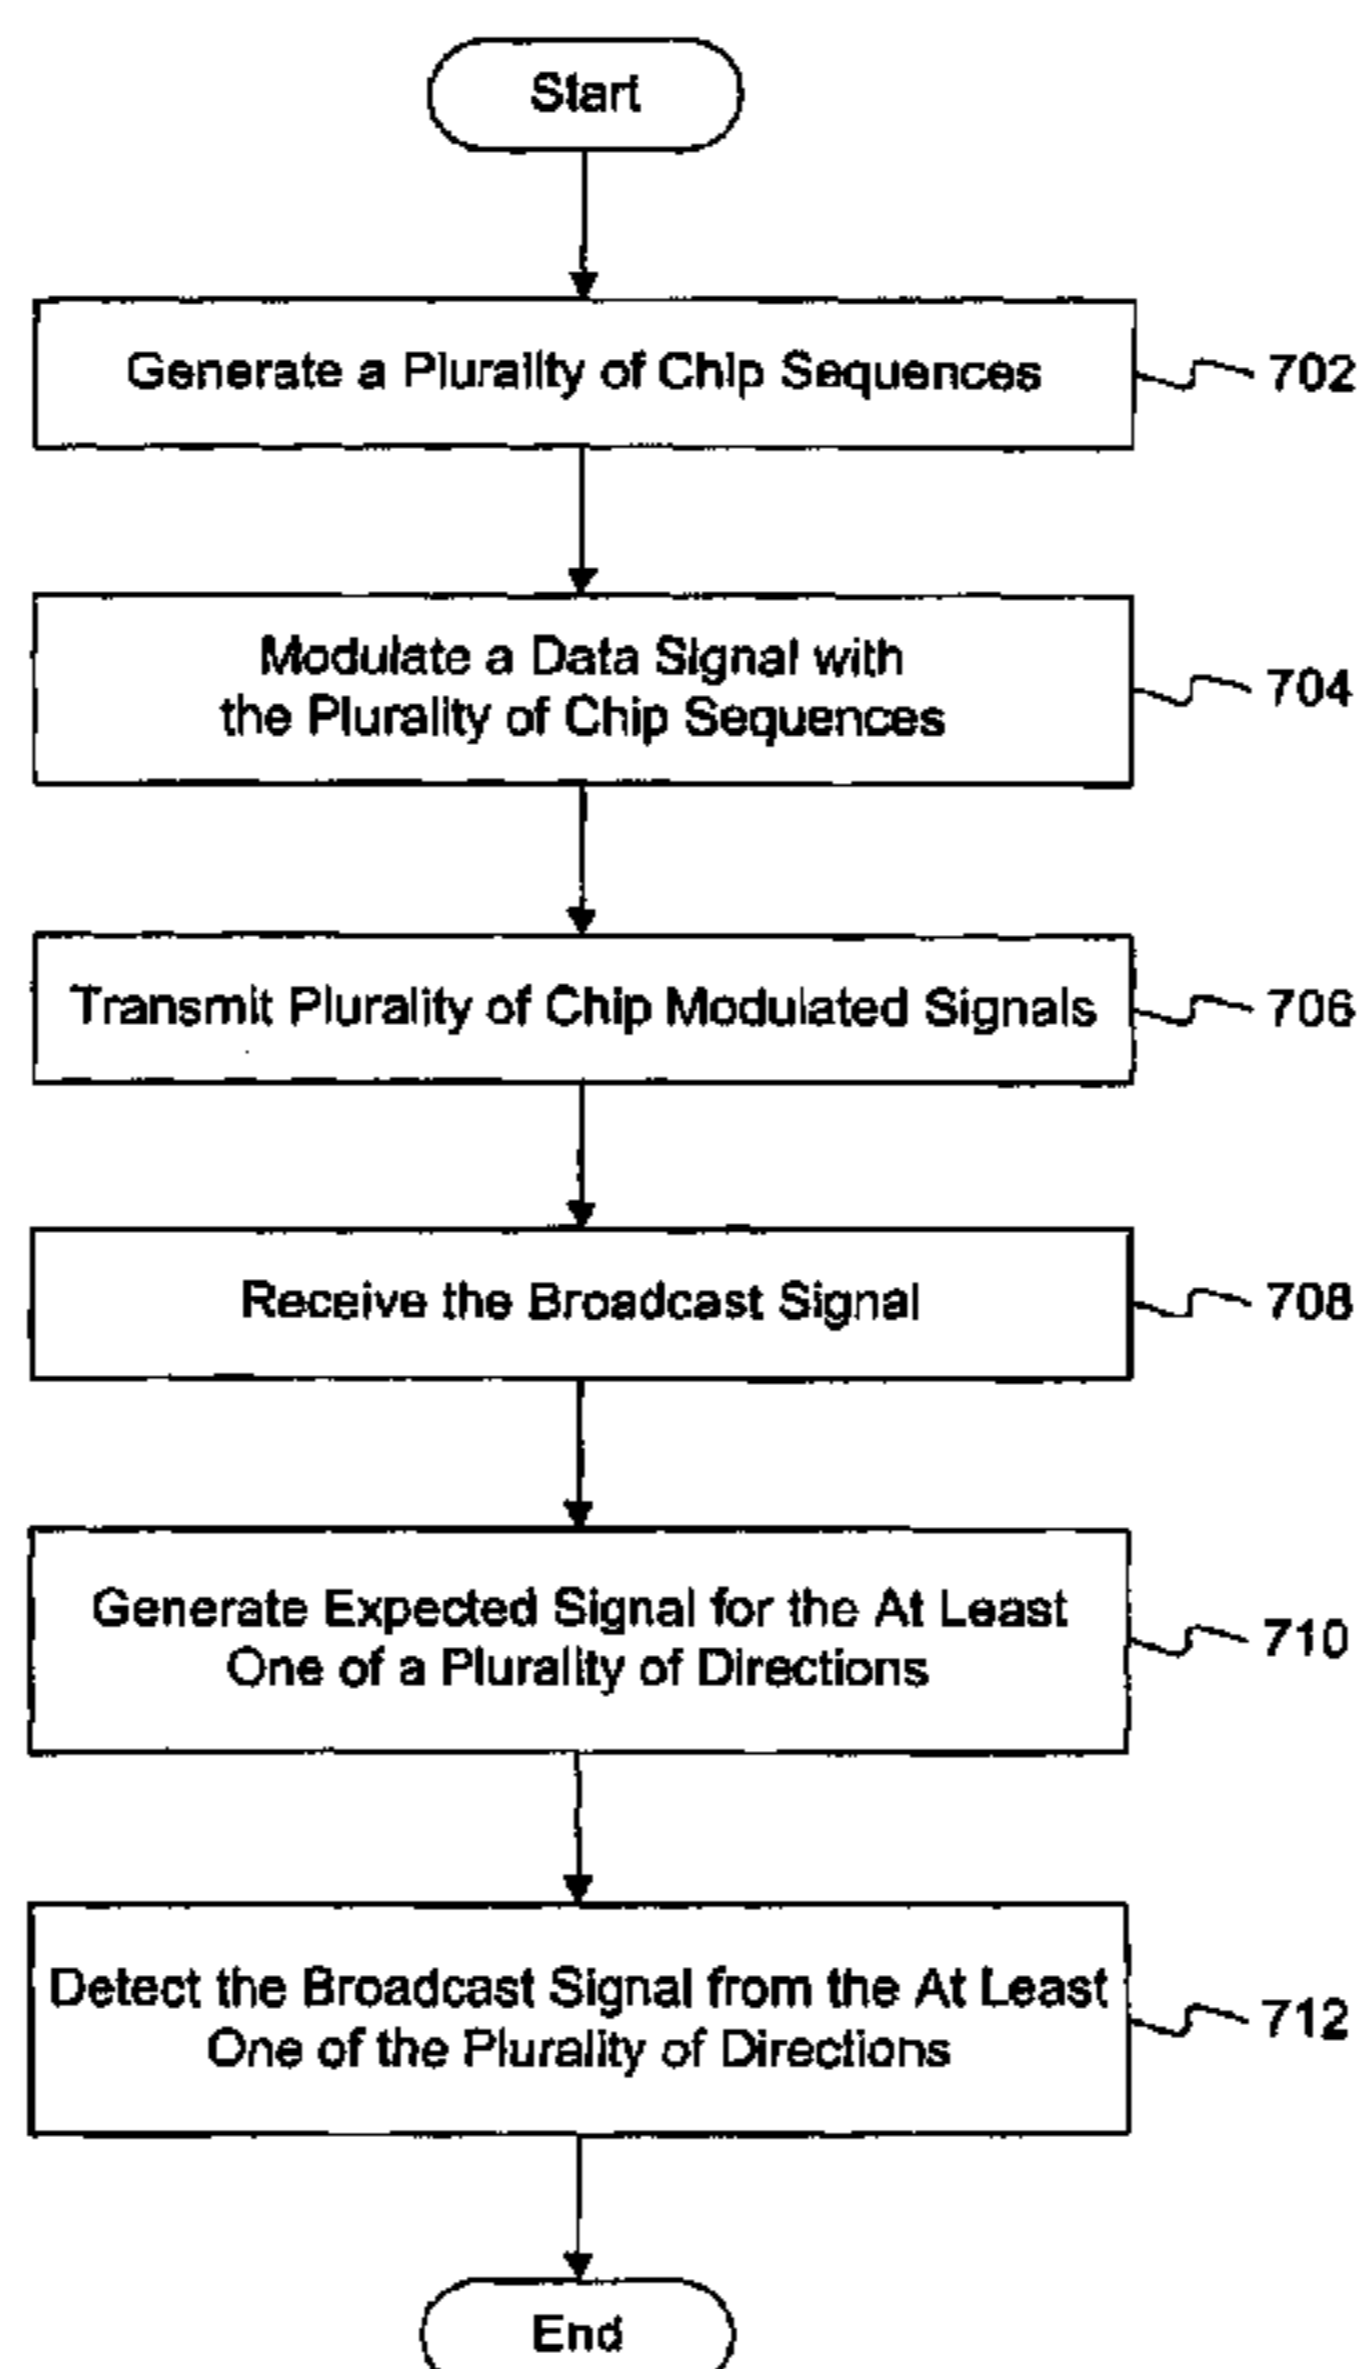 Start
Generate a Plurality of Chip Sequences
702
Modulate a Data Signal with
the Plurality of Chip Sequences
704
Transmit Plurality of Chip Modulated Signals
706
Receive the Broadcast Signal
708
Generate Expected Signal for the At Least
One of a Plurality of Directions
710
Detect the Broadcast Signal from the At Least
One of the Plurality of Directions
712
End